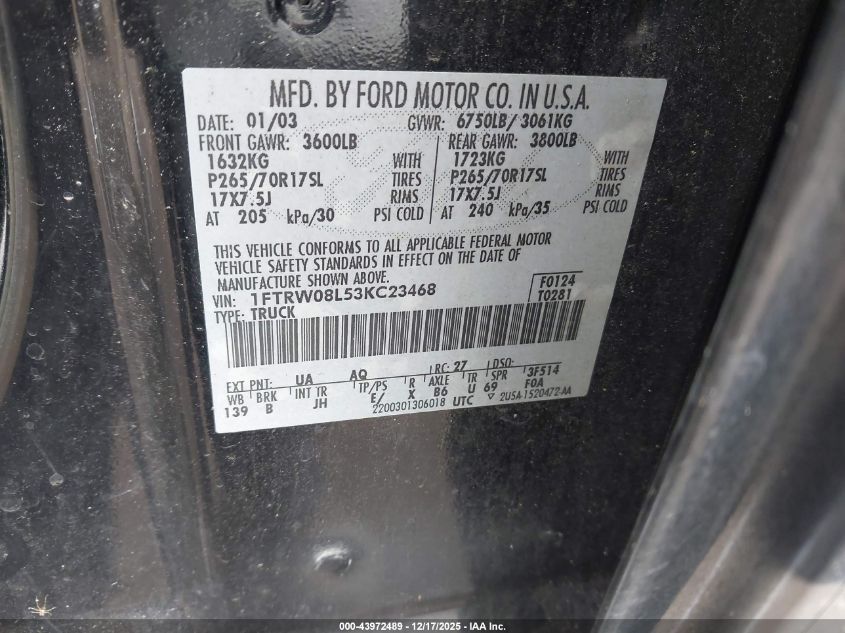 MFD. BY FORD MOTOR CO. IN U.S.A.
DATE: 01/03 GVWR: 6750LB/ 3061KG
FRONT GAWR: 3600LB REAR GAWR: 3800LB
1632KG WITH 1723KG WITH
P265/70R17SL TIRES P265/70R17SL TIRES
17X7.5J RIMS 17X7.5J RIMS
AT 205 kPa/30 PSI COLD AT 240 kPa/35 PSI COLD
THIS VEHICLE CONFORMS TO ALL APPLICABLE FEDERAL MOTOR
VEHICLE SAFETY STANDARDS IN EFFECT ON THE DATE OF
MANUFACTURE SHOWN ABOVE.
VIN: 1FTRW08L53KC23468 F0124
TYPE: TRUCK T0281
EXT PNT: UA AQ RC: 27 DSO: 3F514
WB BRK INT TR TP/PS R AXLE TR SPR F0A
139 B JH E/ X B6 U 69
2200301306018 UTC ▽ 2U5A-1520472-AA
000-43972489 - 12/17/2025 - IAA Inc.